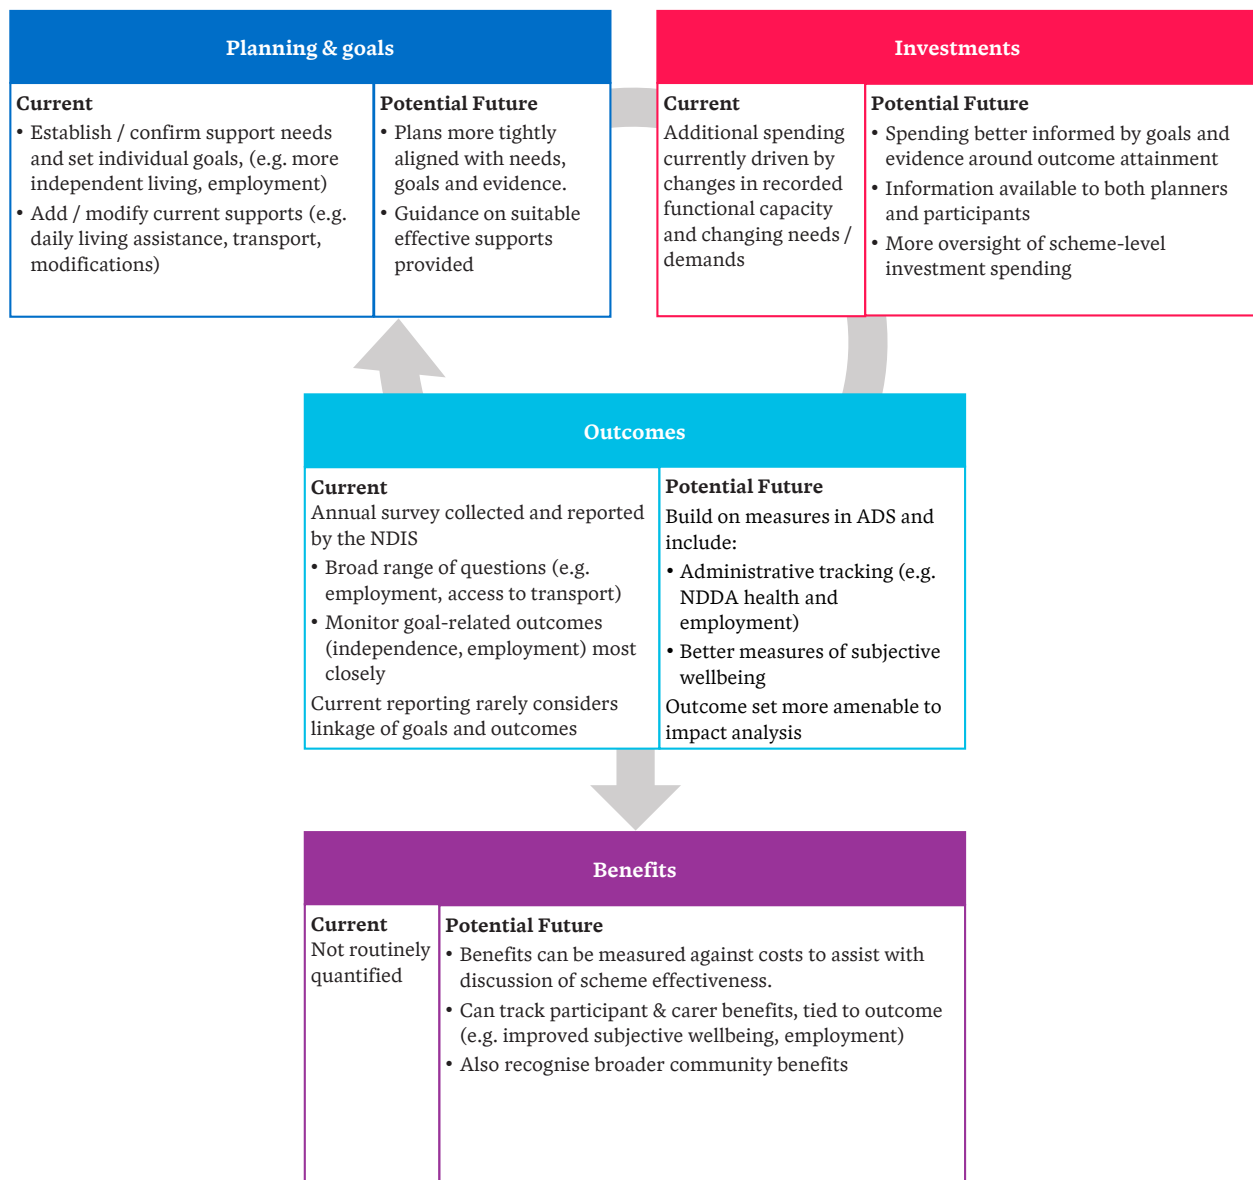 Planning & goals
Current
• Establish / confirm support needs
and set individual goals, (e.g. more
independent living, employment)
• Add / modify current supports (e.g.
daily living assistance, transport,
modifications)
Potential Future
• Plans more tightly
aligned with needs,
goals and evidence.
• Guidance on suitable
effective supports
provided
Investments
Current
Additional spending
currently driven by
changes in recorded
functional capacity
and changing needs /
demands
Potential Future
• Spending better informed by goals and
evidence around outcome attainment
• Information available to both planners
and participants
• More oversight of scheme-level
investment spending
Outcomes
Current
Annual survey collected and reported
by the NDIS
• Broad range of questions (e.g.
employment, access to transport)
• Monitor goal-related outcomes
(independence, employment) most
closely
Current reporting rarely considers
linkage of goals and outcomes
Potential Future
Build on measures in ADS and
include:
• Administrative tracking (e.g.
NDDA health and
employment)
• Better measures of subjective
wellbeing
Outcome set more amenable to
impact analysis
Benefits
Current
Not routinely
quantified
Potential Future
• Benefits can be measured against costs to assist with
discussion of scheme effectiveness.
• Can track participant & carer benefits, tied to outcome
(e.g. improved subjective wellbeing, employment)
• Also recognise broader community benefits